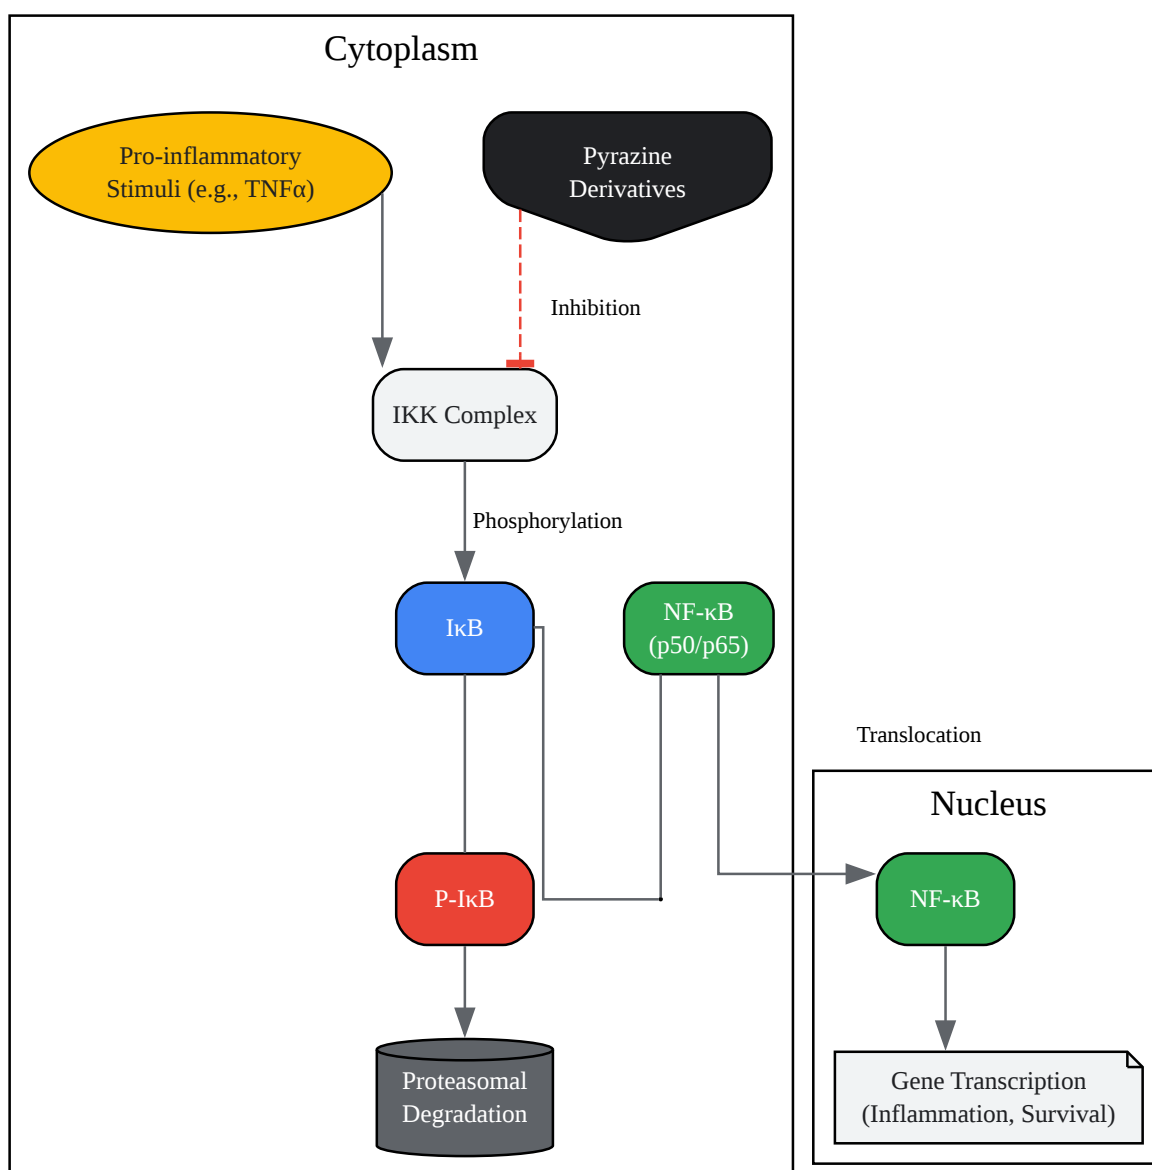 Cytoplasm
Pro-inflammatory
Stimuli (e.g., TNFα)
Pyrazine
Derivatives
Inhibition
IKK Complex
Phosphorylation
IκB
NF-κB
(p50/p65)
Translocation
Nucleus
P-IκB
NF-κB
Proteasomal
Degradation
Gene Transcription
(Inflammation, Survival)